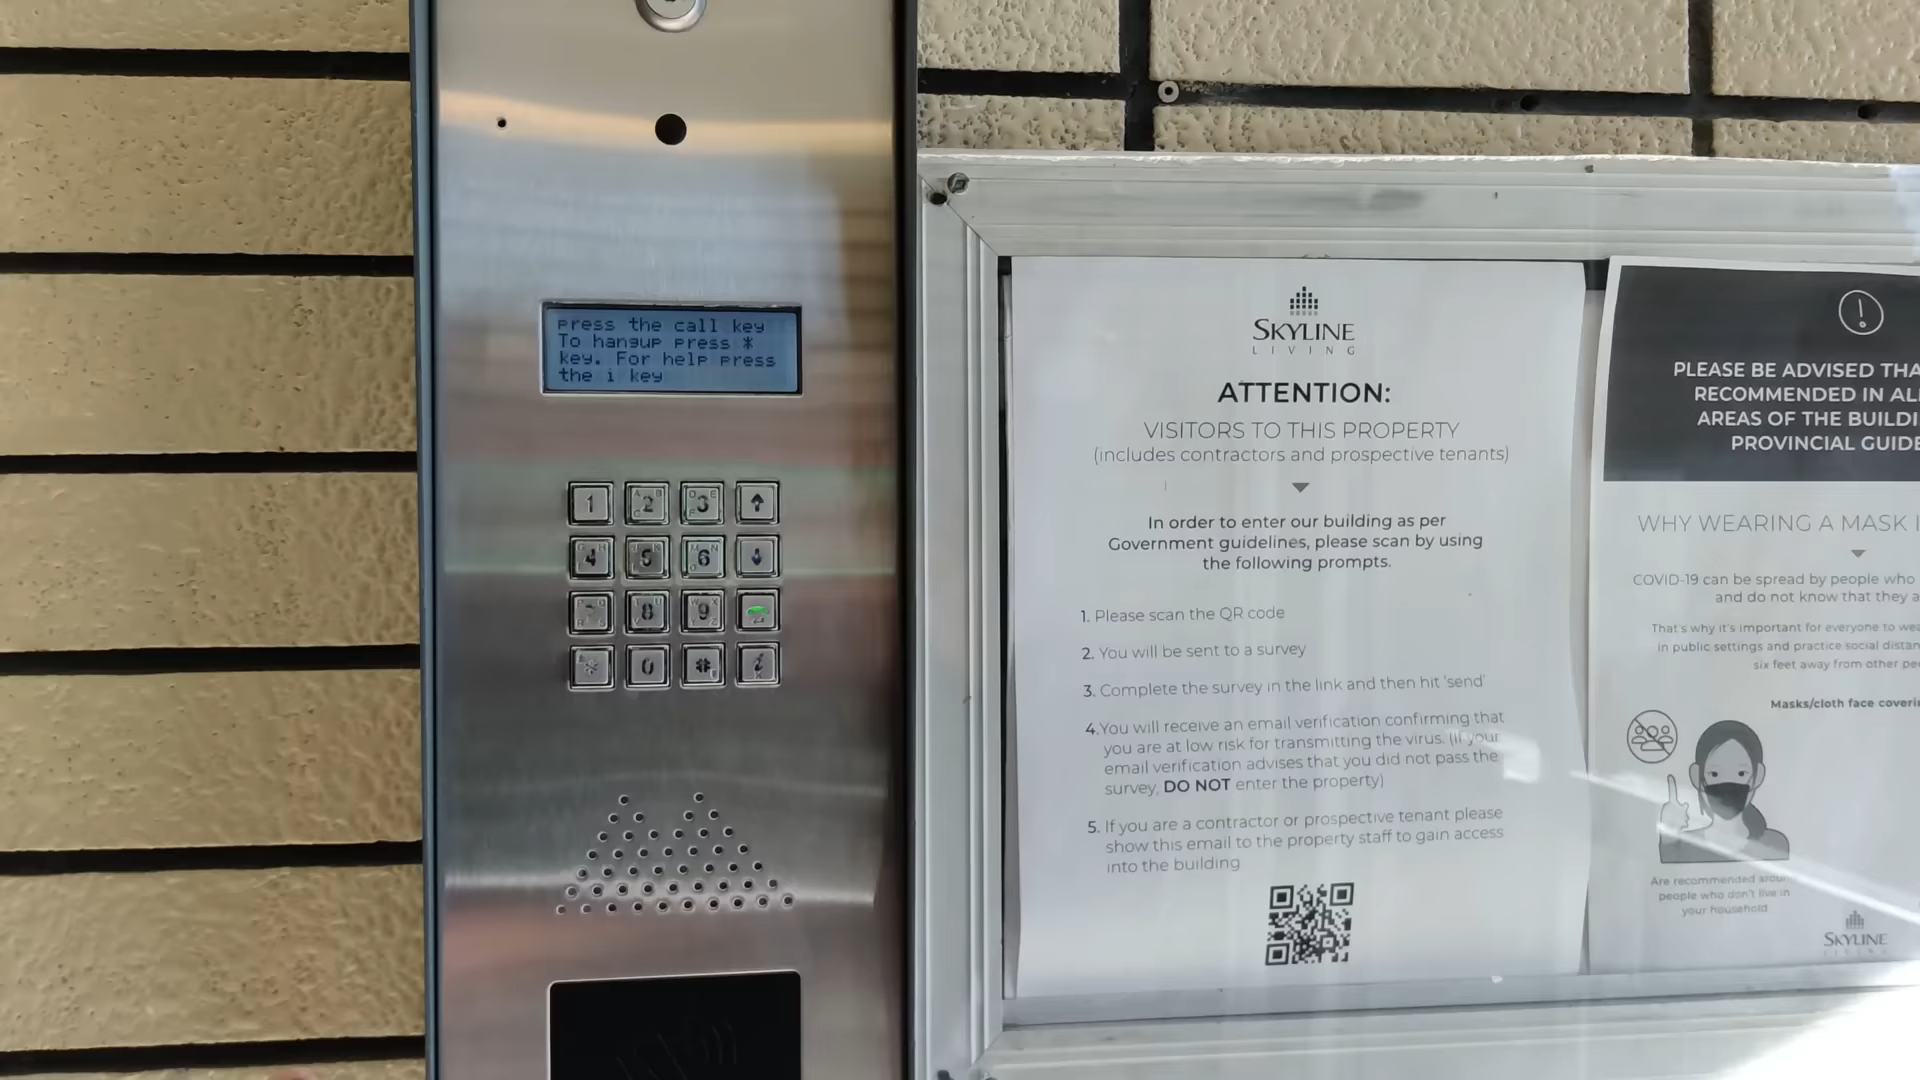 press the call key
To hangup press *
key. For help press
the i key
1
2
3
4
5
6
8
9
*
0
i
SKYLINE
LIVING
ATTENTION:
VISITORS TO THIS PROPERTY
(includes contractors and prospective tenants)
In order to enter our building as per
Government guidelines, please scan by using
the following prompts.
1. Please scan the QR code
2. You will be sent to a survey
3. Complete the survey in the link and then hit 'send'
4. You will receive an email verification confirming that
you are at low risk for transmitting the virus. (If your
email verification advises that you did not pass the
survey, DO NOT enter the property)
5. If you are a contractor or prospective tenant please
show this email to the property staff to gain access
into the building
PLEASE BE ADVISED THA
RECOMMENDED IN AL
AREAS OF THE BUILDI
PROVINCIAL GUIDE
WHY WEARING A MASK
COVID-19 can be spread by people who
and do not know that they a
That's why it's important for everyone to wea
in public settings and practice social distan
six feet away from other pe
Masks/cloth face coverin
Are recommended around
people who don't live in
your household
SKYLINE
LIVING